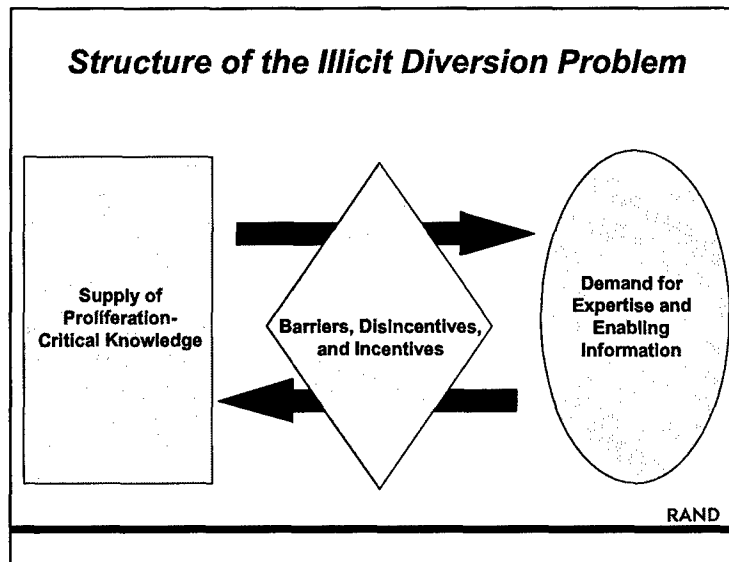 Structure of the Illicit Diversion Problem
Supply of
Proliferation-
Critical Knowledge
Barriers, Disincentives,
and Incentives
Demand for
Expertise and
Enabling
Information
RAND